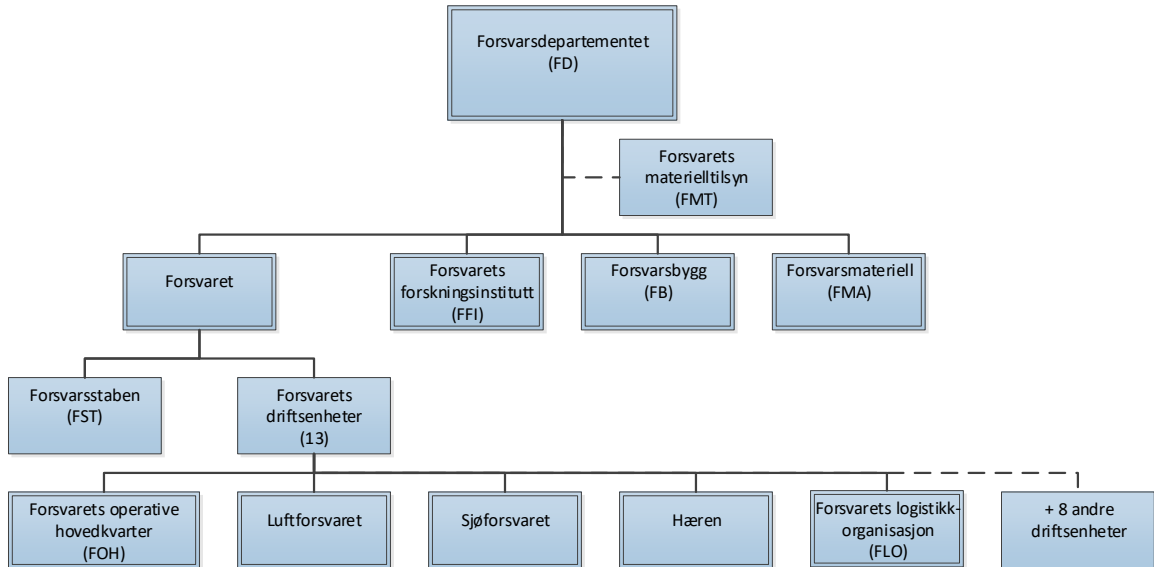 Forsvarsdepartementet
(FD)
Forsvarets
materielltilsyn
(FMT)
Forsvaret
Forsvarets
forskningsinstitutt
(FFI)
Forsvarsbygg
(FB)
Forsvarsmateriell
(FMA)
Forsvarsstaben
(FST)
Forsvarets
driftsenheter
(13)
Forsvarets operative
hovedkvarter
(FOH)
Luftforsvaret
Sjøforsvaret
Hæren
Forsvarets logistikk-
organisasjon
(FLO)
+ 8 andre
driftsenheter